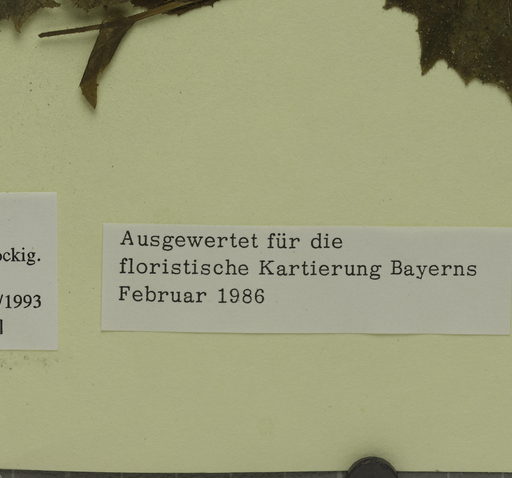 ockig.
/1993
Ausgewertet für die
floristische Kartierung Bayerns
Februar 1986